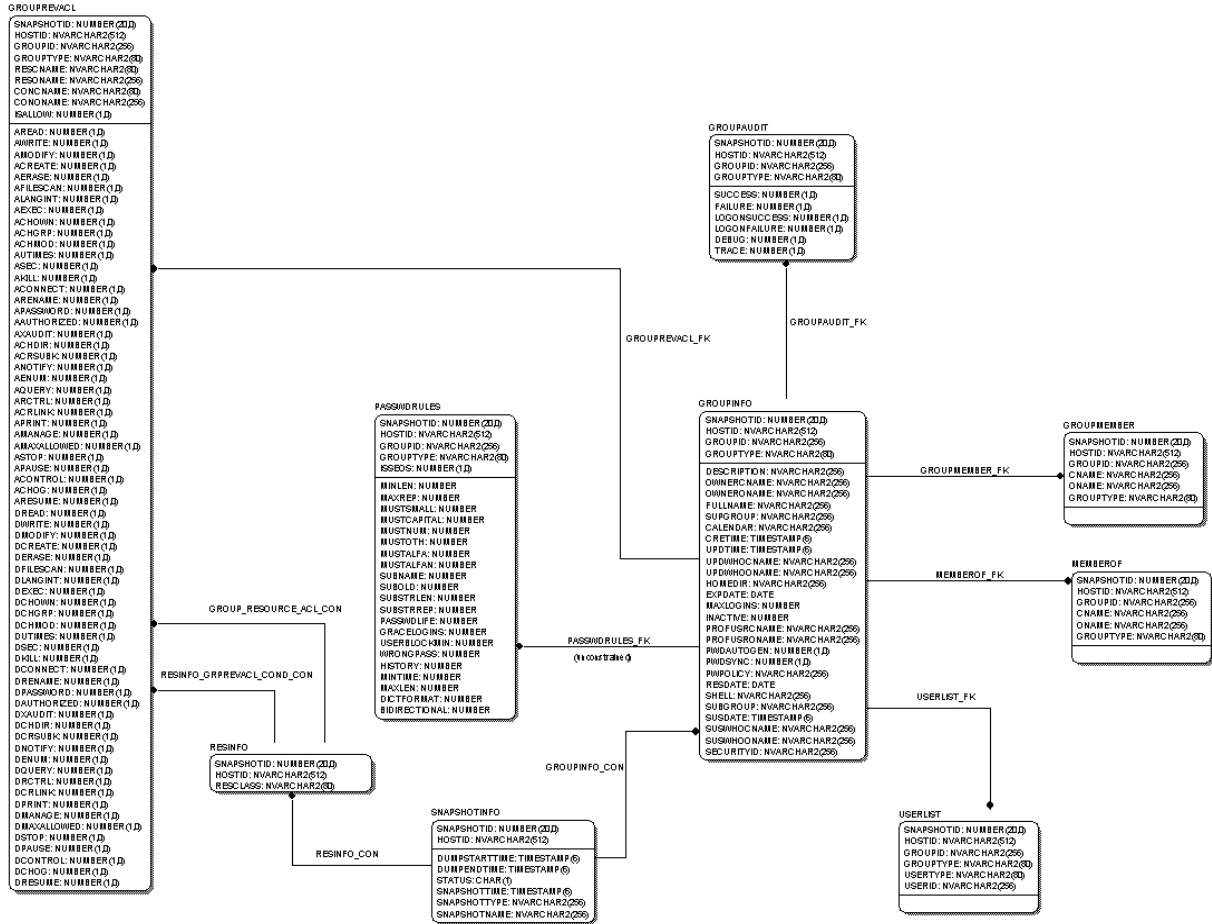 GROUPREVACL
SNAPSHOTID: NUMBER(20,0)
HOSTID: NVARCHAR2(512)
GROUPID: NVARCHAR2(256)
GROUPTYPE: NVARCHAR2(80)
RESCNAME: NVARCHAR2(80)
RESONAME: NVARCHAR2(256)
CONCNAME: NVARCHAR2(80)
CONONAME: NVARCHAR2(256)
ISALLOW: NUMBER(1,0)
AREAD: NUMBER(1,0)
AWRITE: NUMBER(1,0)
AMODIFY: NUMBER(1,0)
ACREATE: NUMBER(1,0)
AERASE: NUMBER(1,0)
AFILESCAN: NUMBER(1,0)
ALANGINT: NUMBER(1,0)
AEXEC: NUMBER(1,0)
ACHOWN: NUMBER(1,0)
ACHGRP: NUMBER(1,0)
ACHMOD: NUMBER(1,0)
AUTIMES: NUMBER(1,0)
ASEC: NUMBER(1,0)
AKILL: NUMBER(1,0)
ACONNECT: NUMBER(1,0)
ARENAME: NUMBER(1,0)
APASSWORD: NUMBER(1,0)
AAUTHORIZED: NUMBER(1,0)
AXAUDIT: NUMBER(1,0)
ACHDIR: NUMBER(1,0)
ACRSUBK: NUMBER(1,0)
ANOTIFY: NUMBER(1,0)
AENUM: NUMBER(1,0)
AQUERY: NUMBER(1,0)
ARCTRL: NUMBER(1,0)
ACRLINK: NUMBER(1,0)
APRINT: NUMBER(1,0)
AMANAGE: NUMBER(1,0)
AMAXALLOWED: NUMBER(1,0)
ASTOP: NUMBER(1,0)
APAUSE: NUMBER(1,0)
ACONTROL: NUMBER(1,0)
ACHOG: NUMBER(1,0)
ARESUME: NUMBER(1,0)
DREAD: NUMBER(1,0)
DWRITE: NUMBER(1,0)
DMODIFY: NUMBER(1,0)
DCREATE: NUMBER(1,0)
DERASE: NUMBER(1,0)
DFILESCAN: NUMBER(1,0)
DLANGINT: NUMBER(1,0)
DEXEC: NUMBER(1,0)
DCHOWN: NUMBER(1,0)
DCHGRP: NUMBER(1,0)
DCHMOD: NUMBER(1,0)
DUTIMES: NUMBER(1,0)
DSEC: NUMBER(1,0)
DKILL: NUMBER(1,0)
DCONNECT: NUMBER(1,0)
DRENAME: NUMBER(1,0)
DPASSWORD: NUMBER(1,0)
DAUTHORIZED: NUMBER(1,0)
DXAUDIT: NUMBER(1,0)
DCHDIR: NUMBER(1,0)
DCRSUBK: NUMBER(1,0)
DNOTIFY: NUMBER(1,0)
DENUM: NUMBER(1,0)
DQUERY: NUMBER(1,0)
DRCTRL: NUMBER(1,0)
DCRLINK: NUMBER(1,0)
DPRINT: NUMBER(1,0)
DMANAGE: NUMBER(1,0)
DMAXALLOWED: NUMBER(1,0)
DSTOP: NUMBER(1,0)
DPAUSE: NUMBER(1,0)
DCONTROL: NUMBER(1,0)
DCHOG: NUMBER(1,0)
DRESUME: NUMBER(1,0)
GROUPAUDIT
SNAPSHOTID: NUMBER(20,0)
HOSTID: NVARCHAR2(512)
GROUPID: NVARCHAR2(256)
GROUPTYPE: NVARCHAR2(80)
SUCCESS: NUMBER(1,0)
FAILURE: NUMBER(1,0)
LOGONSUCCESS: NUMBER(1,0)
LOGONFAILURE: NUMBER(1,0)
DEBUG: NUMBER(1,0)
TRACE: NUMBER(1,0)
GROUPAUDIT_FK
GROUPREVACL_FK
PASSWDRULES
SNAPSHOTID: NUMBER(20,0)
HOSTID: NVARCHAR2(512)
GROUPID: NVARCHAR2(256)
GROUPTYPE: NVARCHAR2(80)
ISSEOS: NUMBER(1,0)
MINLEN: NUMBER
MAXREP: NUMBER
MUSTSMALL: NUMBER
MUSTCAPITAL: NUMBER
MUSTNUM: NUMBER
MUSTOTH: NUMBER
MUSTALFA: NUMBER
MUSTALFAN: NUMBER
SUBNAME: NUMBER
SUBOLD: NUMBER
SUBSTRLEN: NUMBER
SUBSTRREP: NUMBER
PASSWDLIFE: NUMBER
GRACELOGINS: NUMBER
USERBLOCKMIN: NUMBER
WRONGPASS: NUMBER
HISTORY: NUMBER
MINTIME: NUMBER
MAXLEN: NUMBER
DICTFORMAT: NUMBER
BIDIRECTIONAL: NUMBER
PASSWDRULES_FK
(unconstrained)
GROUPINFO
SNAPSHOTID: NUMBER(20,0)
HOSTID: NVARCHAR2(512)
GROUPID: NVARCHAR2(256)
GROUPTYPE: NVARCHAR2(80)
DESCRIPTION: NVARCHAR2(256)
OWNERCNAME: NVARCHAR2(256)
OWNERONAME: NVARCHAR2(256)
FULLNAME: NVARCHAR2(256)
SUPGROUP: NVARCHAR2(256)
CALENDAR: NVARCHAR2(256)
CRETIME: TIMESTAMP(6)
UPDTIME: TIMESTAMP(6)
UPDWHOCNAME: NVARCHAR2(256)
UPDWHOONAME: NVARCHAR2(256)
HOMEDIR: NVARCHAR2(256)
EXPDATE: DATE
MAXLOGINS: NUMBER
INACTIVE: NUMBER
PROFUSRCNAME: NVARCHAR2(256)
PROFUSRONAME: NVARCHAR2(256)
PWDAUTOGEN: NUMBER(1,0)
PWDSYNC: NUMBER(1,0)
PWPOLICY: NVARCHAR2(256)
RESDATE: DATE
SHELL: NVARCHAR2(256)
SUBGROUP: NVARCHAR2(256)
SUSDATE: TIMESTAMP(6)
SUSWHOCNAME: NVARCHAR2(256)
SUSWHOONAME: NVARCHAR2(256)
SECURITYID: NVARCHAR2(256)
GROUPMEMBER_FK
GROUPMEMBER
SNAPSHOTID: NUMBER(20,0)
HOSTID: NVARCHAR2(512)
GROUPID: NVARCHAR2(256)
CNAME: NVARCHAR2(256)
ONAME: NVARCHAR2(256)
GROUPTYPE: NVARCHAR2(80)
MEMBEROF_FK
MEMBEROF
SNAPSHOTID: NUMBER(20,0)
HOSTID: NVARCHAR2(512)
GROUPID: NVARCHAR2(256)
CNAME: NVARCHAR2(256)
ONAME: NVARCHAR2(256)
GROUPTYPE: NVARCHAR2(80)
USERLIST_FK
USERLIST
SNAPSHOTID: NUMBER(20,0)
HOSTID: NVARCHAR2(512)
GROUPID: NVARCHAR2(256)
GROUPTYPE: NVARCHAR2(80)
USERTYPE: NVARCHAR2(80)
USERID: NVARCHAR2(256)
GROUP_RESOURCE_ACL_CON
RESINFO_GRPREVACL_COND_CON
RESINFO
SNAPSHOTID: NUMBER(20,0)
HOSTID: NVARCHAR2(512)
RESCLASS: NVARCHAR2(80)
RESINFO_CON
GROUPINFO_CON
SNAPSHOTINFO
SNAPSHOTID: NUMBER(20,0)
HOSTID: NVARCHAR2(512)
DUMPSTARTTIME: TIMESTAMP(6)
DUMPENDTIME: TIMESTAMP(6)
STATUS: CHAR(1)
SNAPSHOTTIME: TIMESTAMP(6)
SNAPSHOTTYPE: NVARCHAR2(256)
SNAPSHOTNAME: NVARCHAR2(256)